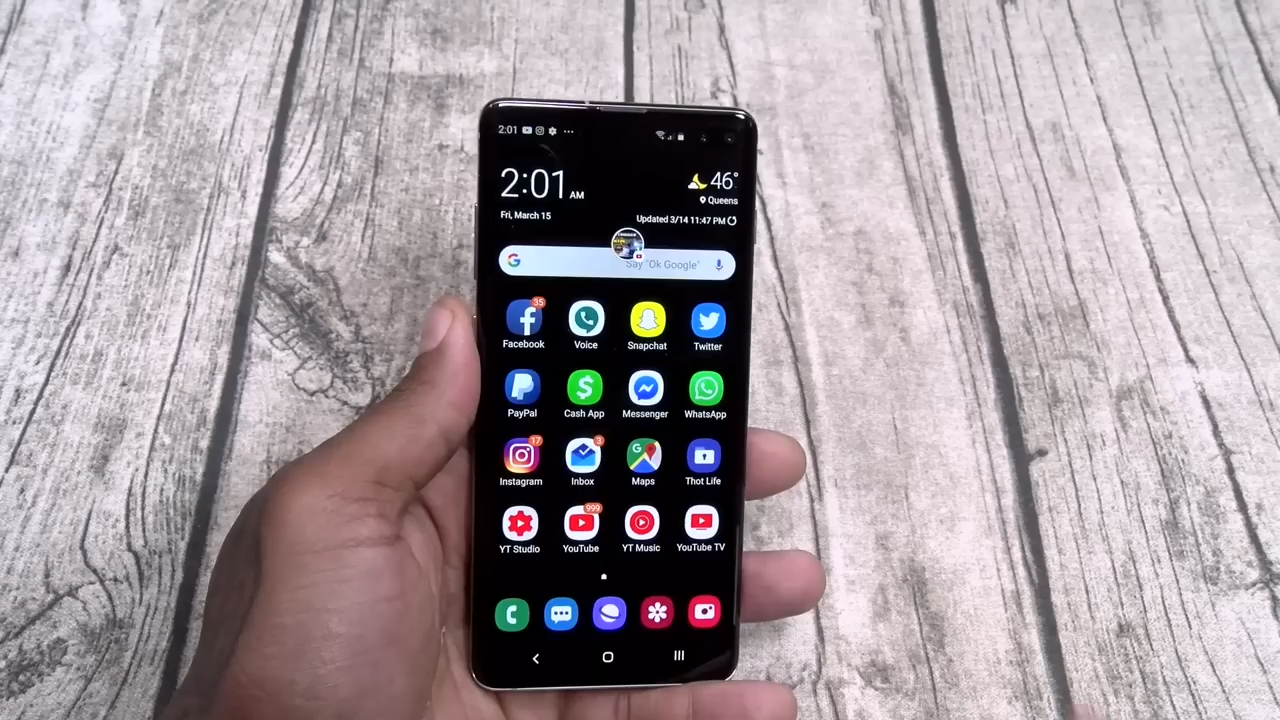 2:01
2:01 AM
46°
Queens
Fri, March 15
Updated 3/14 11:47 PM
Say "Ok Google"
35
Facebook
Voice
Snapchat
Twitter
PayPal
Cash App
Messenger
WhatsApp
17
3
Instagram
Inbox
Maps
Thot Life
999
YT Studio
YouTube
YT Music
YouTube TV